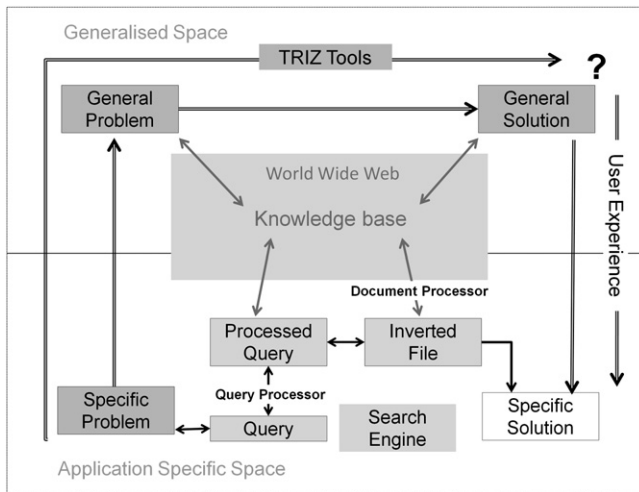 Generalised Space
TRIZ Tools
?
General
Problem
General
Solution
World Wide Web
Knowledge base
User Experience
Document Processor
Processed
Query
Inverted
File
Query Processor
Specific
Problem
Query
Search
Engine
Specific
Solution
Application Specific Space